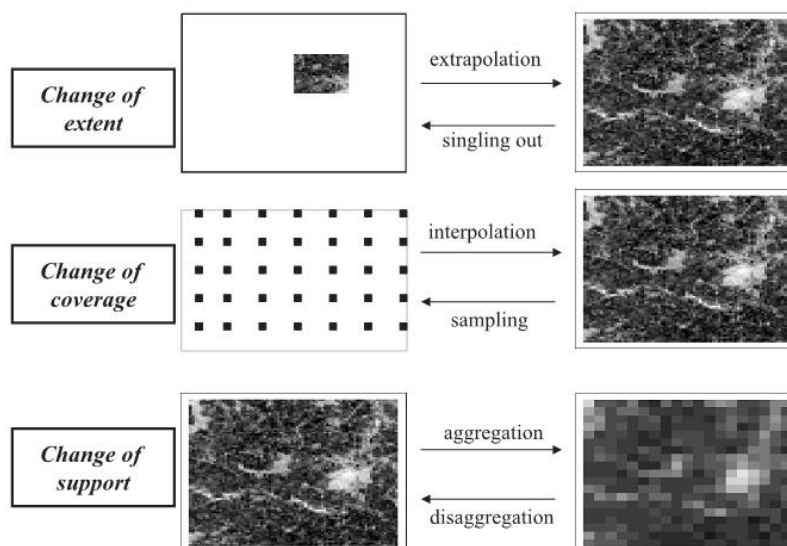 Change of
extent
extrapolation
singling out
Change of
coverage
interpolation
sampling
Change of
support
aggregation
disaggregation